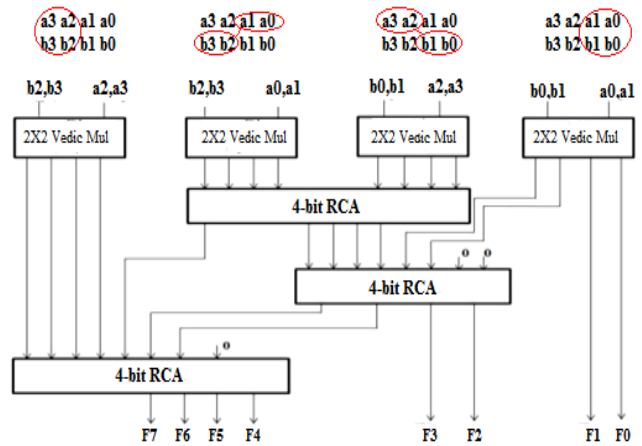 a3 a2 a1 a0 a3 a2 a1 a0 a3 a2 a1 a0 a3 a2 a1 a0
b3 b2 b1 b0 b3 b2 b1 b0 b3 b2 b1 b0 b3 b2 b1 b0
b2,b3 a2,a3 b2,b3 a0,a1 b0,b1 a2,a3 b0,b1 a0,a1
2X2 Vedic Mul 2X2 Vedic Mul 2X2 Vedic Mul 2X2 Vedic Mul
4-bit RCA
0 0
4-bit RCA
0
4-bit RCA
F7 F6 F5 F4 F3 F2 F1 F0